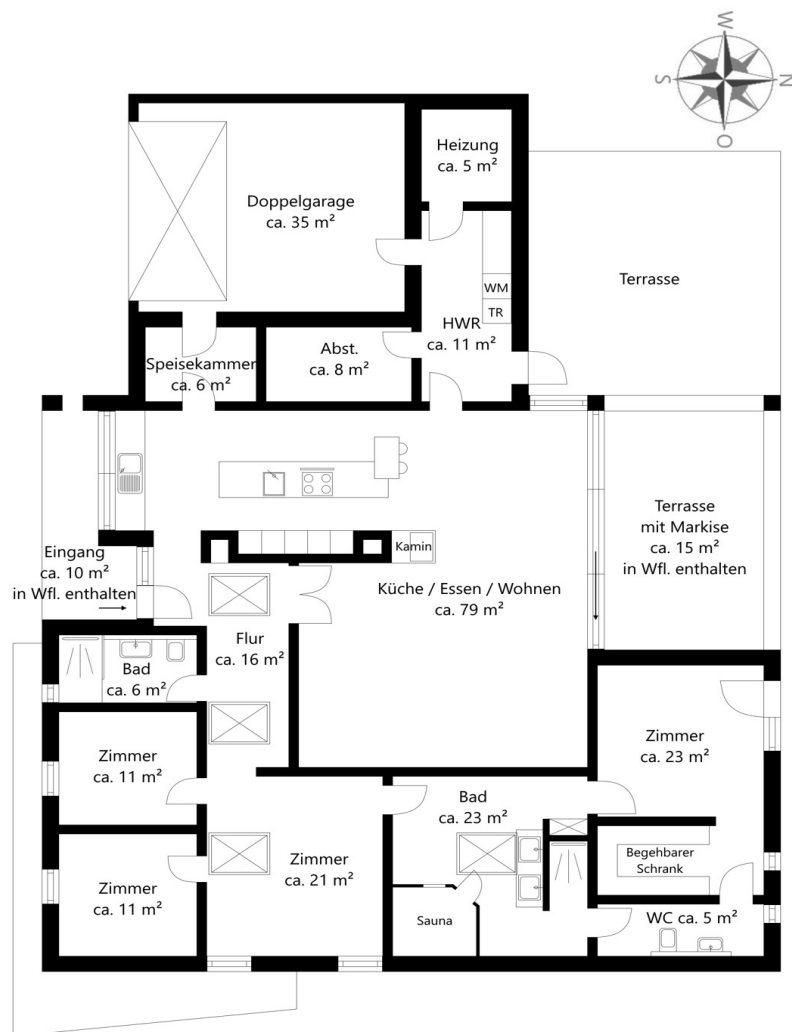 W
S
N
O
Heizung
ca. 5 m²
Doppelgarage
ca. 35 m²
Terrasse
WM
TR
HWR
ca. 11 m²
Speisekammer
ca. 6 m²
Abst.
ca. 8 m²
Terrasse
mit Markise
ca. 15 m²
in Wfl. enthalten
Eingang
ca. 10 m²
in Wfl. enthalten
Kamin
Küche / Essen / Wohnen
ca. 79 m²
Flur
ca. 16 m²
Bad
ca. 6 m²
Zimmer
ca. 23 m²
Zimmer
ca. 11 m²
Bad
ca. 23 m²
Zimmer
ca. 21 m²
Begehbarer
Schrank
Zimmer
ca. 11 m²
Sauna
WC ca. 5 m²